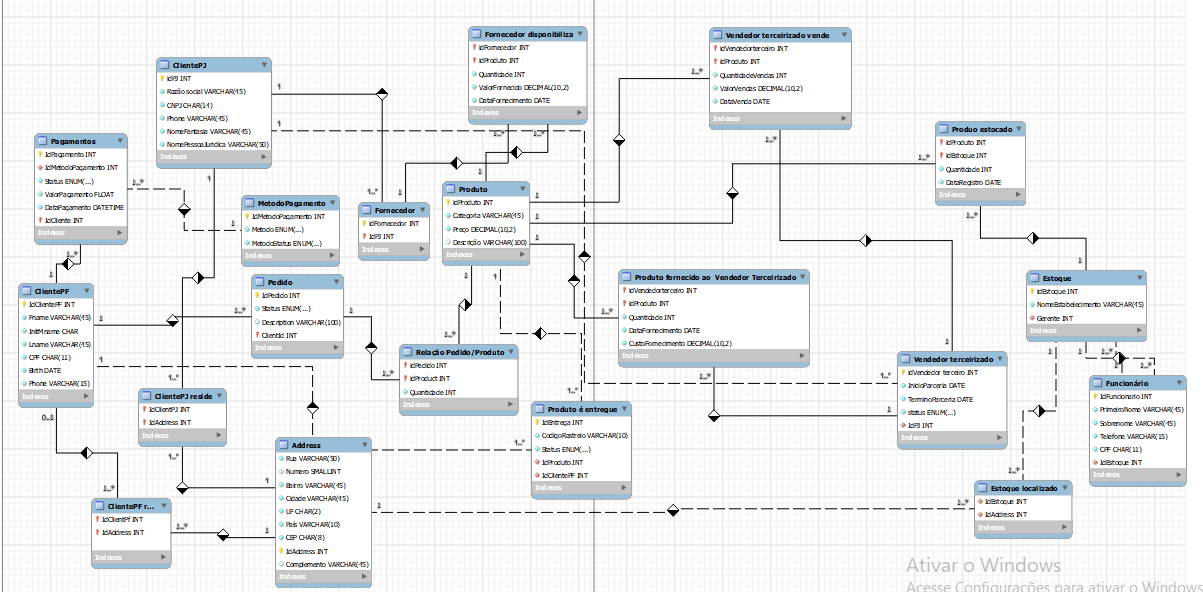 Fornecedor disponibiliza
idFornecedor INT
idProduto INT
Quantidade INT
ValorFornecido DECIMAL(10,2)
DataFornecimento DATE
Indexes
Vendedor terceirizado vende
idVendedorterceiro INT
idProduto INT
QuantidadeVendas INT
ValorVendas DECIMAL(10,2)
DataVenda DATE
Indexes
ClientePJ
idPJ INT
Razão social VARCHAR(45)
CNPJ CHAR(14)
Phone VARCHAR(45)
NomeFantasia VARCHAR(45)
NomePessoaJuridica VARCHAR(50)
Indexes
Produo estocado
idProduto INT
idEstoque INT
Quantidade INT
DataRegistro DATE
Indexes
Pagamentos
IdPagamento INT
IdMetodoPagamento INT
Status ENUM(...)
ValorPagamento FLOAT
DataPagamento DATETIME
IdCliente INT
Indexes
MetodoPagamento
IdMetodoPagamento INT
Metodo ENUM(...)
MetodoStatus ENUM(...)
Indexes
Fornecedor
idFornecedor INT
idPJ INT
Indexes
Produto
idProduto INT
Categoria VARCHAR(45)
Preço DECIMAL(10,2)
Descrição VARCHAR(100)
Indexes
Produto fornecido ao Vendedor Terceirizado
idVendedorterceiro INT
idProduto INT
Quantidade INT
DataFornecimento DATE
CustoFornecimento DECIMAL(10,2)
Indexes
Estoque
idEstoque INT
NomeEstabelecimento VARCHAR(45)
Gerente INT
Indexes
ClientePF
IdClientePF INT
Fname VARCHAR(45)
InitMname CHAR
Lname VARCHAR(45)
CPF CHAR(11)
Birth DATE
Phone VARCHAR(15)
Indexes
Pedido
IdPedido INT
Status ENUM(...)
Description VARCHAR(100)
ClientId INT
Indexes
Relação Pedido/Produto
idPedido INT
idProduct INT
Quantidade INT
Indexes
Vendedor terceirizado
idVendedor terceiro INT
InicioParceria DATE
TerminoParceria DATE
status ENUM(...)
idPJ INT
Indexes
Funcionário
idFuncionario INT
PrimeiroNome VARCHAR(45)
Sobrenome VARCHAR(45)
Telefone VARCHAR(15)
CPF CHAR(11)
idEstoque INT
Indexes
ClientePJ reside
IdClientPJ INT
IdAddress INT
Indexes
Produto é entregue
IdEntrega INT
CodigoRastreio VARCHAR(10)
Status ENUM(...)
IdProduto INT
IdClientePF INT
Indexes
Address
Rua VARCHAR(50)
Numero SMALLINT
Bairro VARCHAR(45)
Cidade VARCHAR(45)
UF CHAR(2)
País VARCHAR(10)
CEP CHAR(8)
IdAddress INT
Complemento VARCHAR(45)
Indexes
ClientePF r...
IdClientPf INT
IdAddress INT
Indexes
Estoque localizado
IdEstoque INT
IdAddress INT
Indexes
Ativar o Windows
Acesse Configurações para ativar o Windows